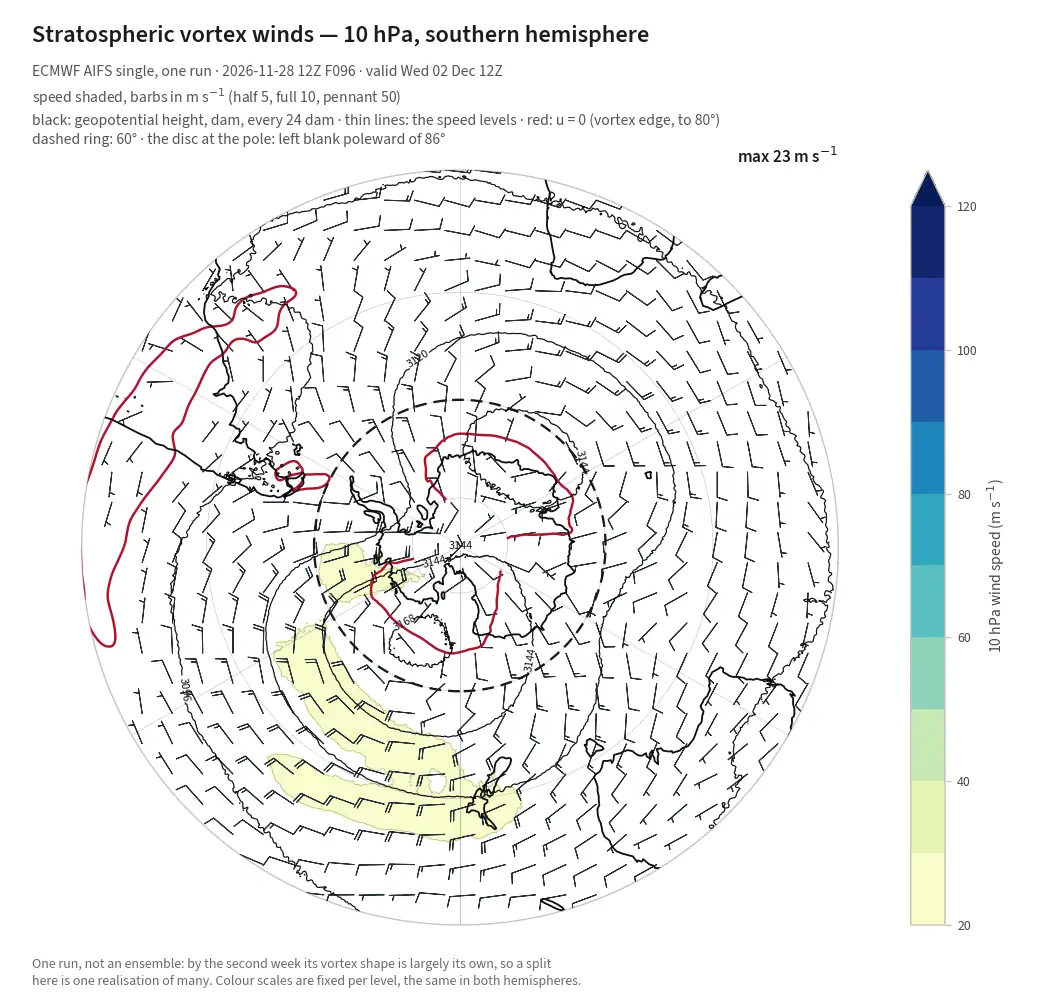 Stratospheric vortex winds — 10 hPa, southern hemisphere
ECMWF AIFS single, one run · 2026-11-28 12Z F096 · valid Wed 02 Dec 12Z
speed shaded, barbs in m s⁻¹ (half 5, full 10, pennant 50)
black: geopotential height, dam, every 24 dam · thin lines: the speed levels · red: u = 0 (vortex edge, to 80°)
dashed ring: 60° · the disc at the pole: left blank poleward of 86°
max 23 m s⁻¹
120
100
80
60
40
20
10 hPa wind speed (m s⁻¹)
3120
3144
3144
3144
3168
3144
3096
One run, not an ensemble: by the second week its vortex shape is largely its own, so a split
here is one realisation of many. Colour scales are fixed per level, the same in both hemispheres.